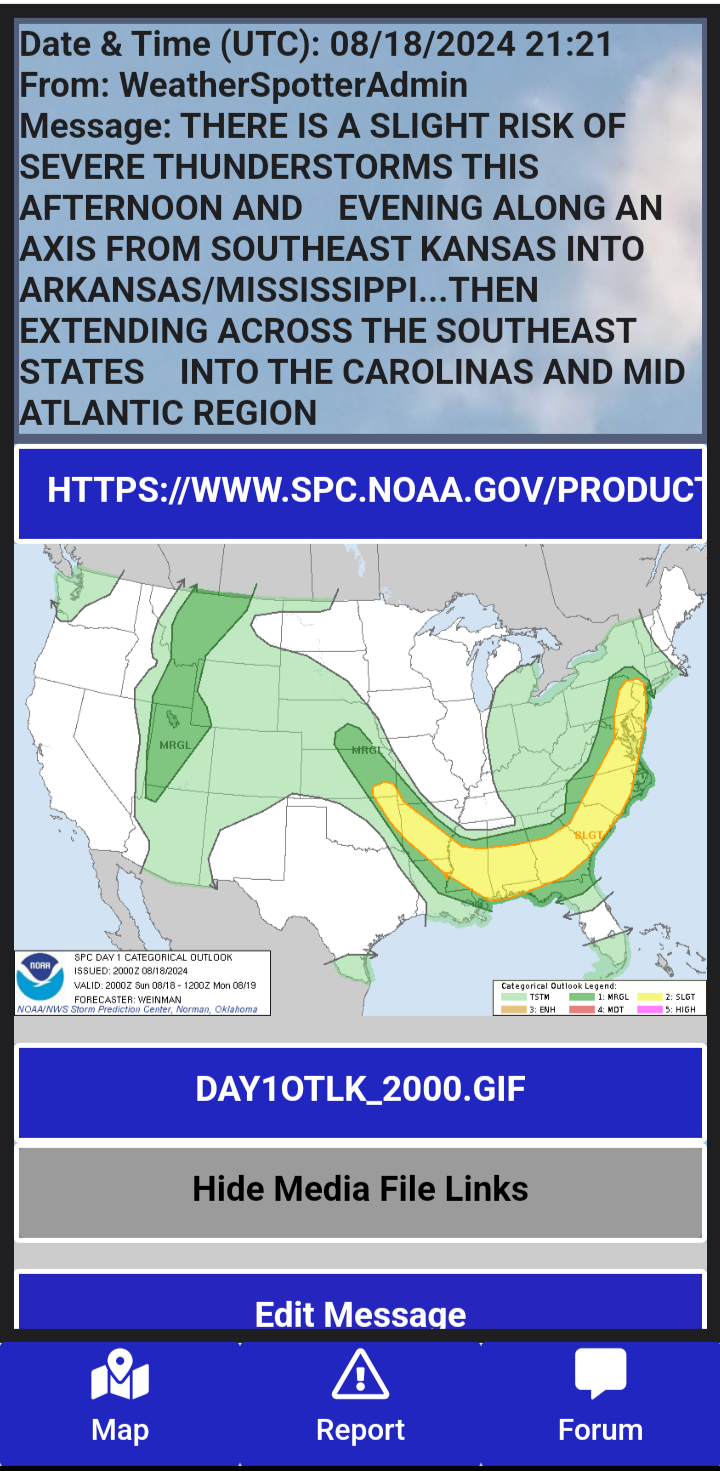 Date & Time (UTC): 08/18/2024 21:21
From: WeatherSpotterAdmin
Message: THERE IS A SLIGHT RISK OF
SEVERE THUNDERSTORMS THIS
AFTERNOON AND    EVENING ALONG AN
AXIS FROM SOUTHEAST KANSAS INTO
ARKANSAS/MISSISSIPPI...THEN
EXTENDING ACROSS THE SOUTHEAST
STATES    INTO THE CAROLINAS AND MID
ATLANTIC REGION
HTTPS://WWW.SPC.NOAA.GOV/PRODUCT
MRGL
MRGL
SLGT
NOAA
SPC DAY 1 CATEGORICAL OUTLOOK
ISSUED: 2000Z 08/18/2024
VALID: 2000Z Sun 08/18 - 1200Z Mon 08/19
FORECASTER: WEINMAN
NOAA/NWS Storm Prediction Center, Norman, Oklahoma
Categorical Outlook Legend:
TSTM 1: MRGL 2: SLGT
3: ENH 4: MDT 5: HIGH
DAY1OTLK_2000.GIF
Hide Media File Links
Edit Message
Map Report Forum